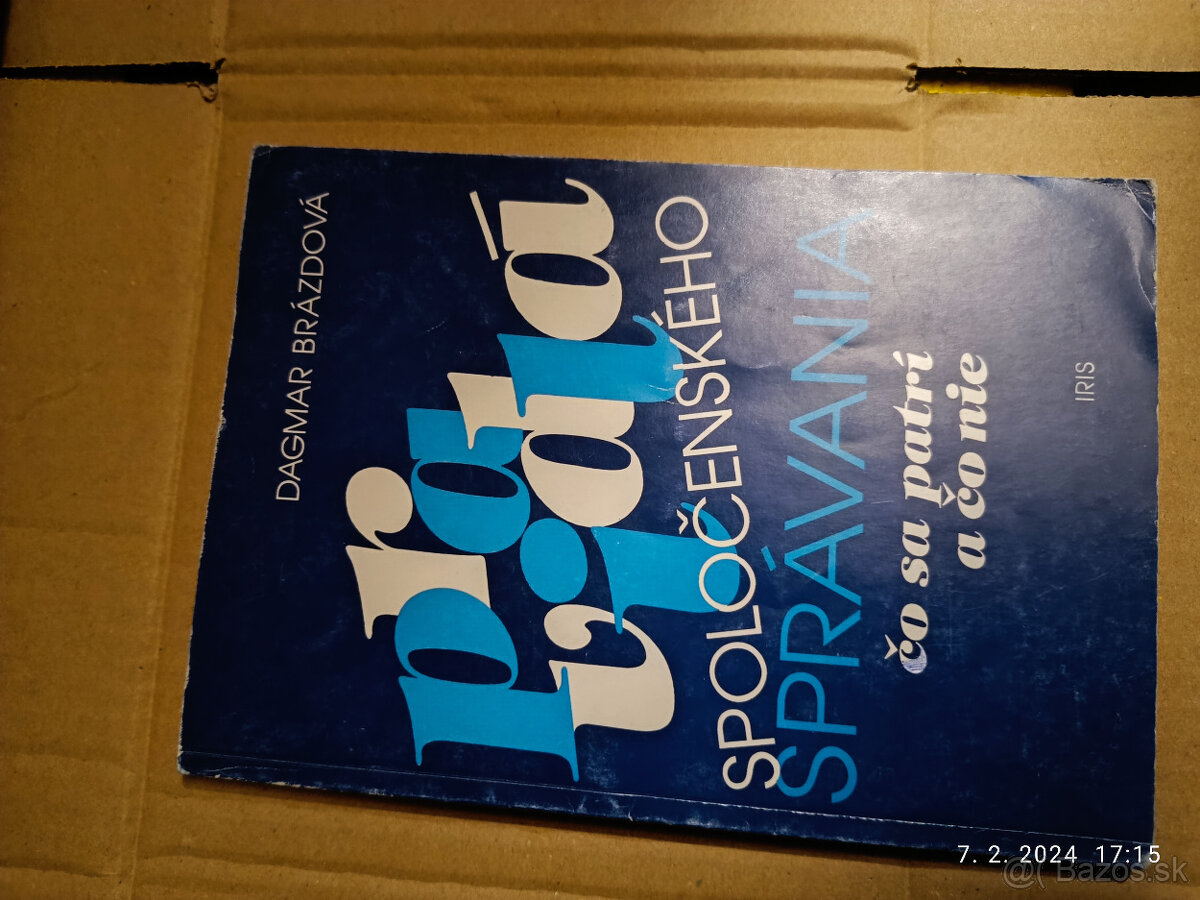 DAGMAR BRÁZDOVÁ
pravidlá
SPOLOČENSKÉHO
SPRÁVANIA
čo sa patrí
a čo nie
IRIS
7. 2. 2024 17:15
@( Bazos.sk